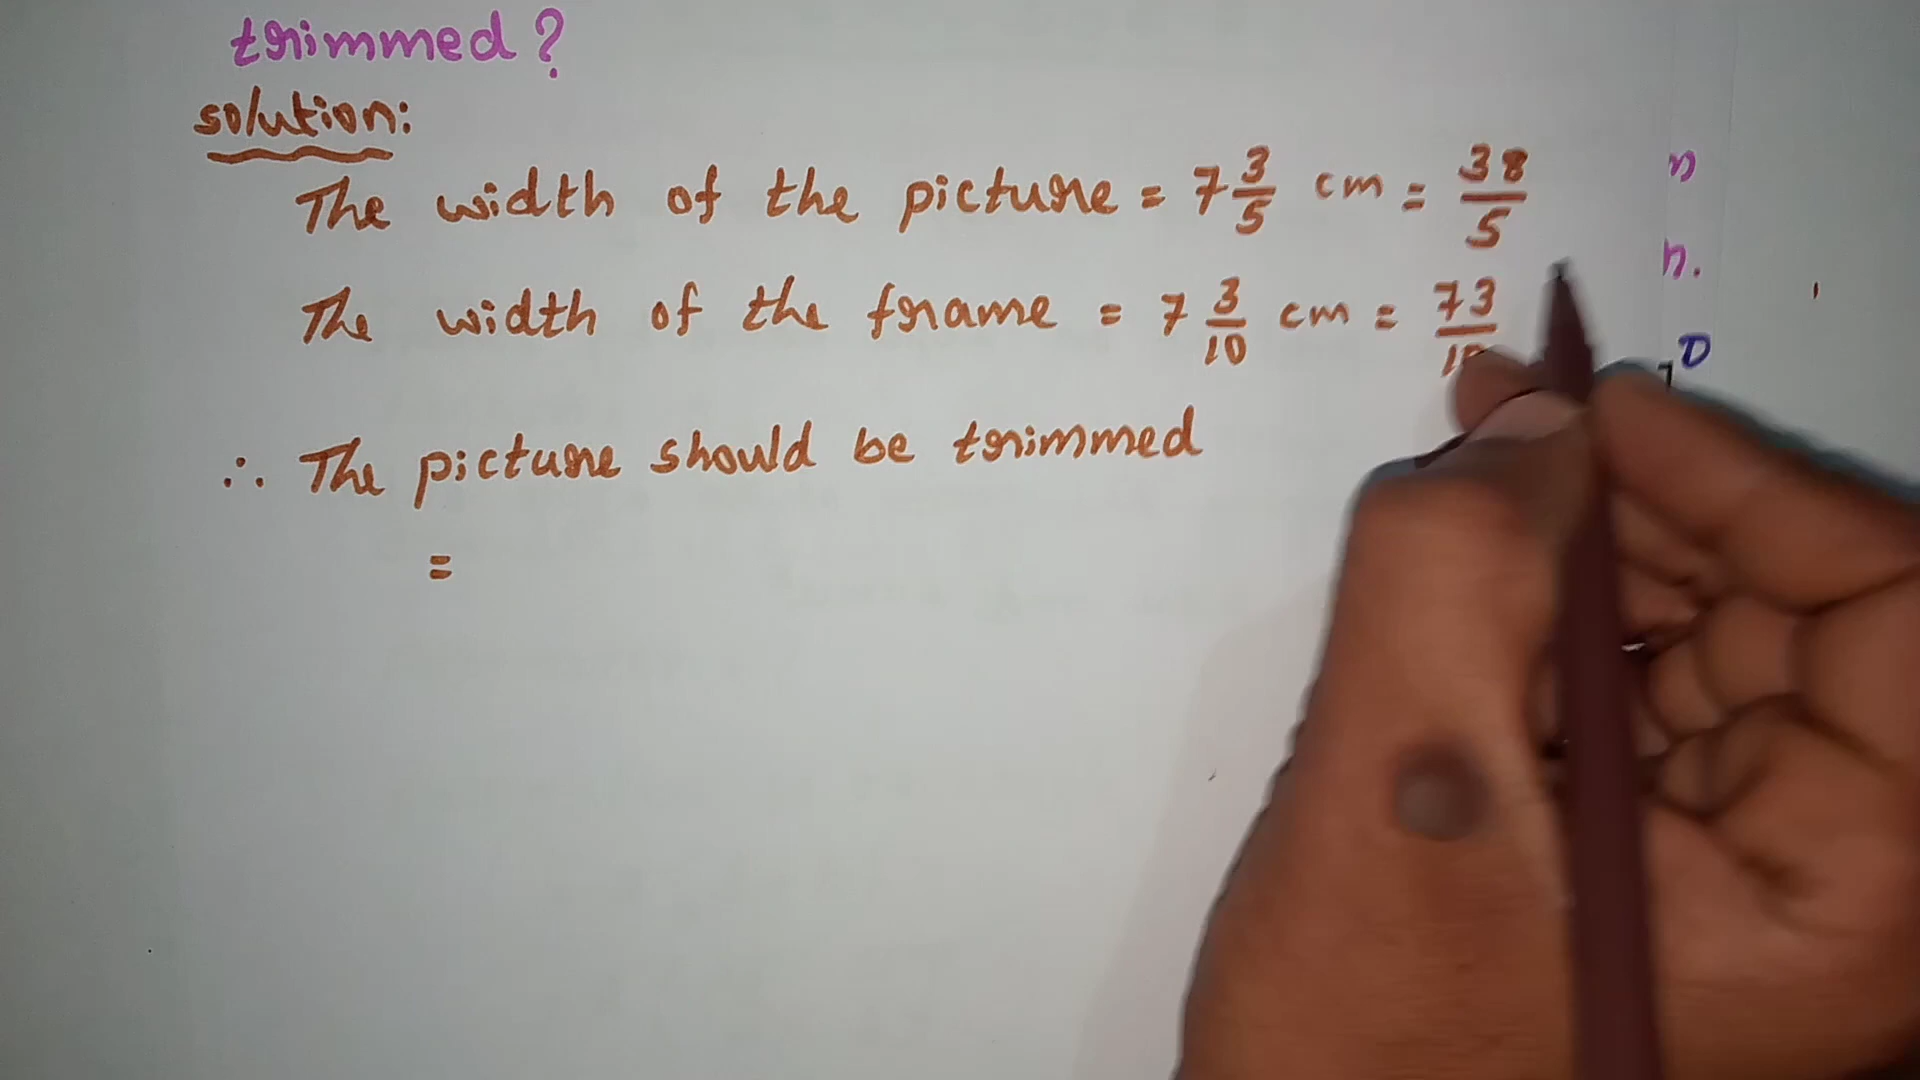 trimmed?
solution:
The width of the picture = 7 3/5 cm = 38/5
The width of the frame = 7 3/10 cm = 73/10
∴ The picture should be trimmed
=